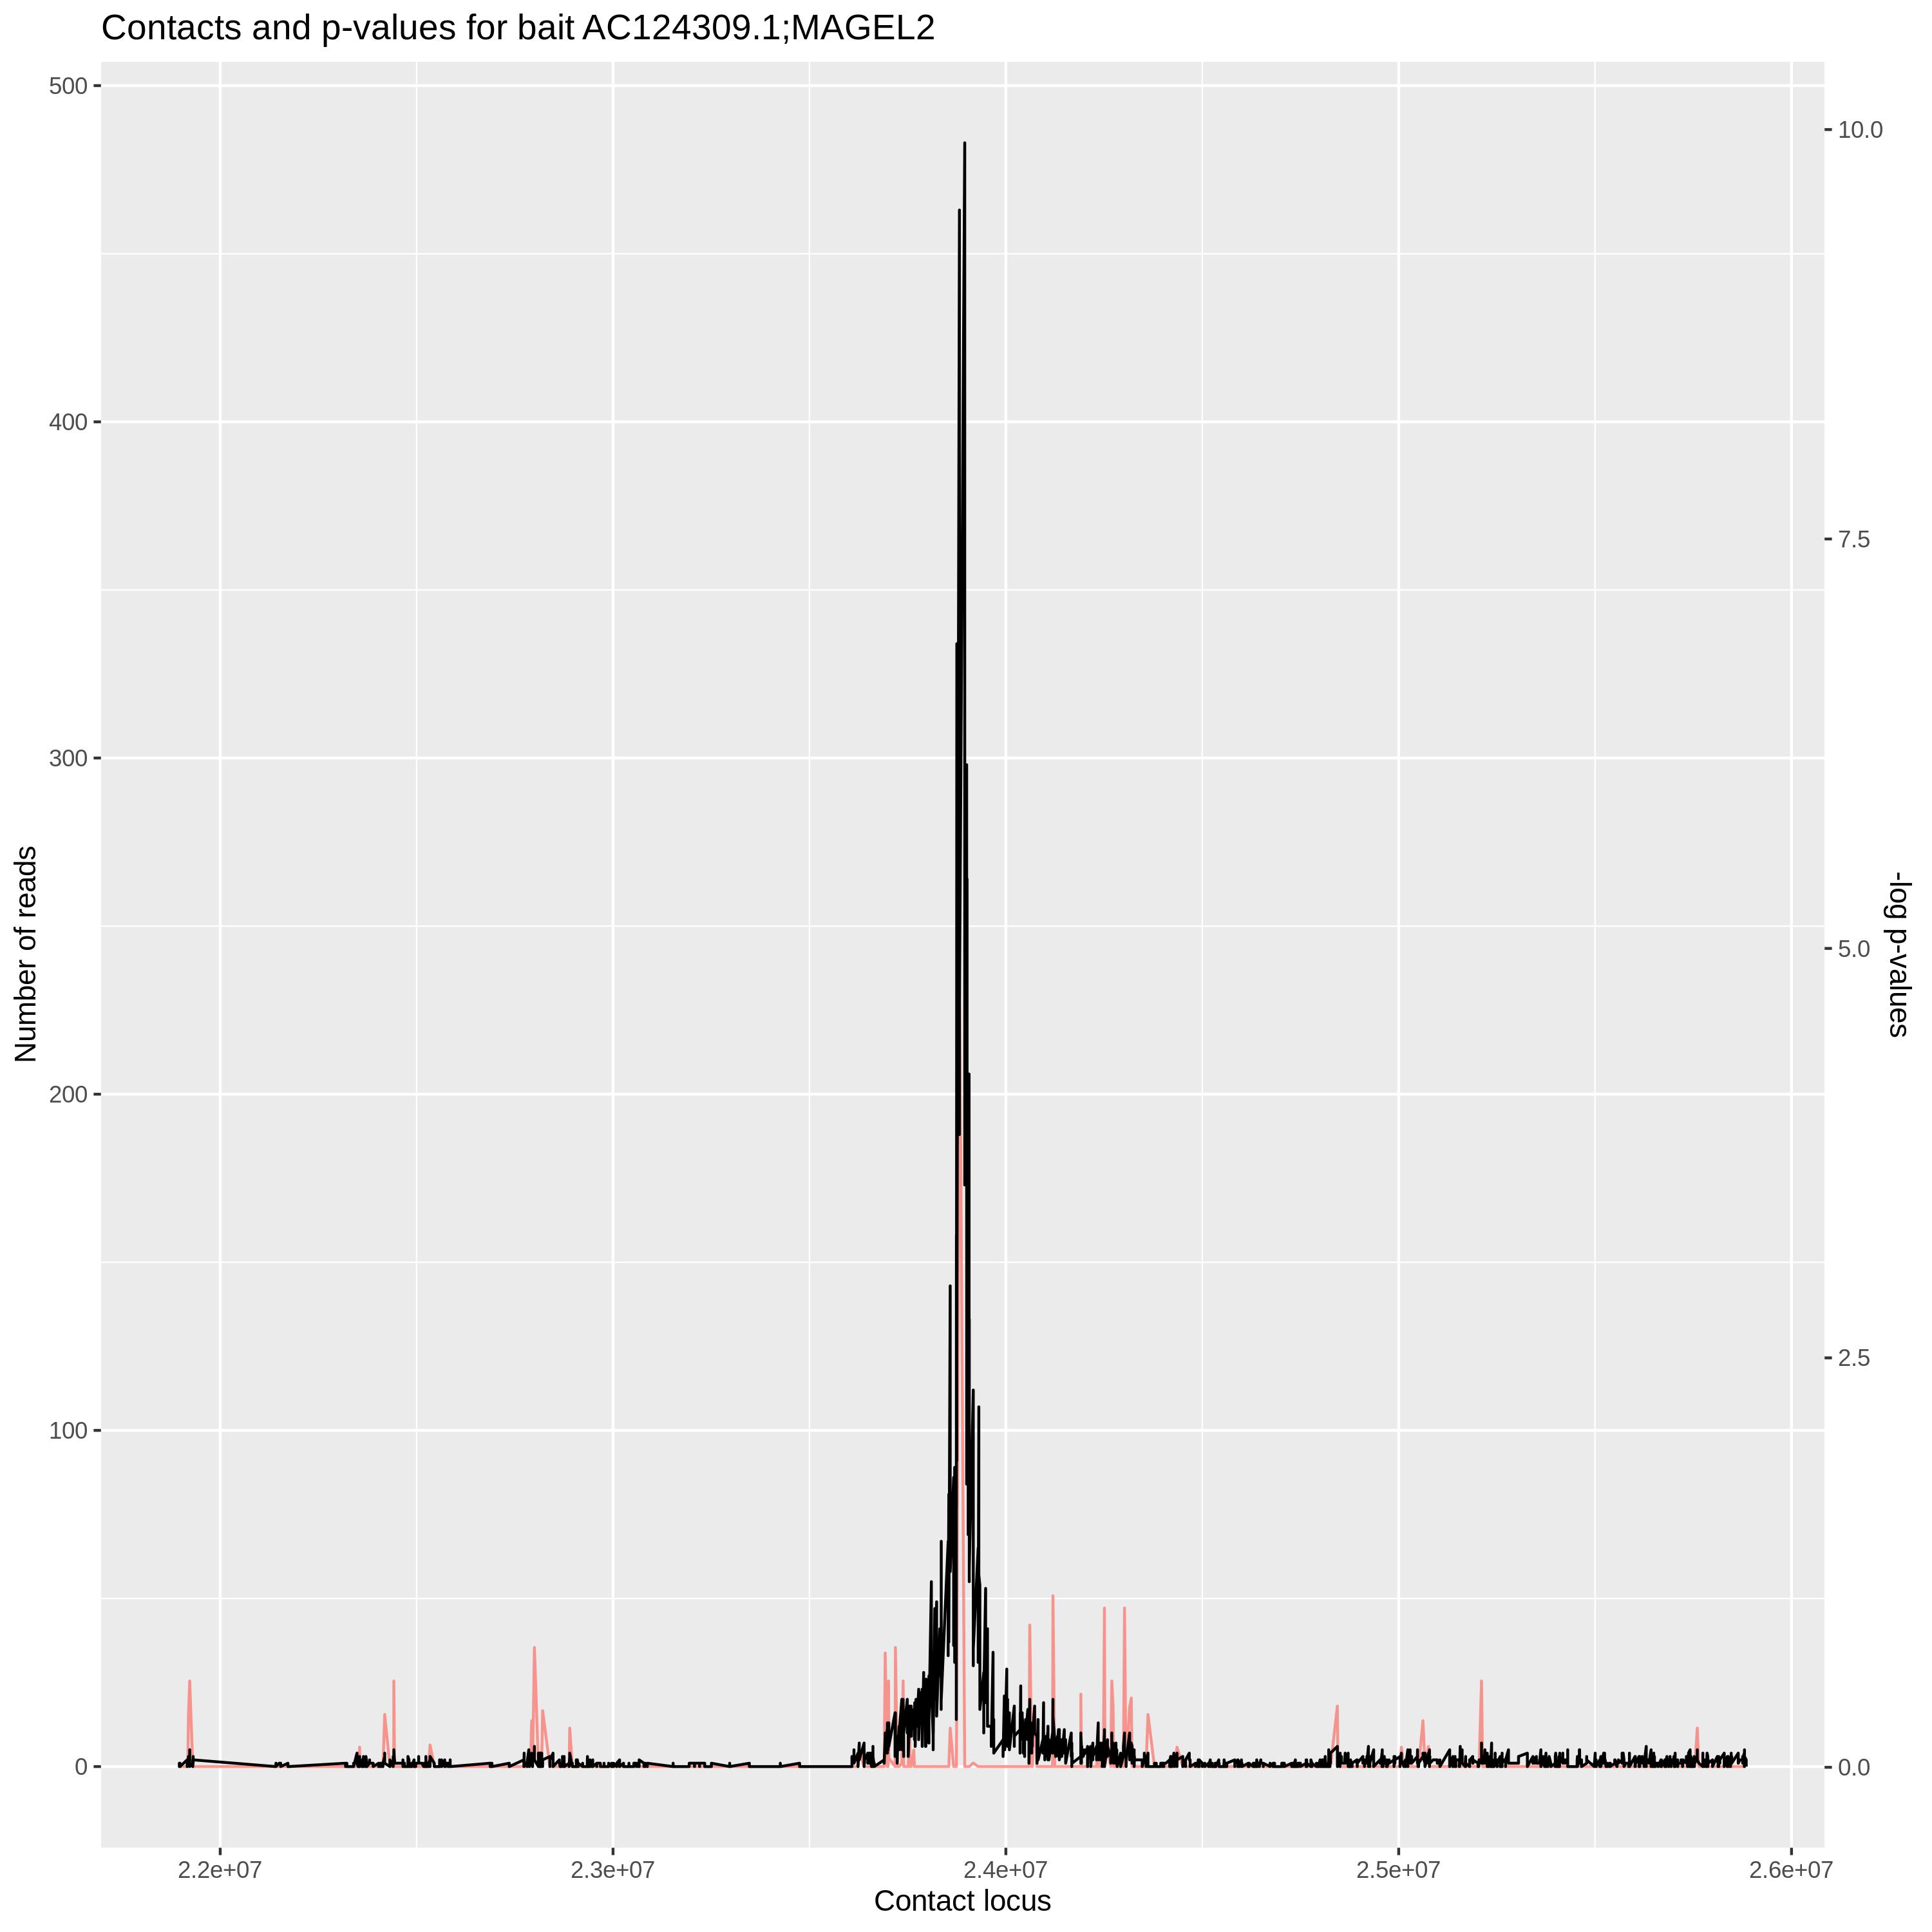 Contacts and p-values for bait AC124309.1;MAGEL2
500
400
300
200
100
0
Number of reads
10.0
7.5
5.0
2.5
0.0
-log p-values
2.2e+07 2.3e+07 2.4e+07 2.5e+07 2.6e+07
Contact locus